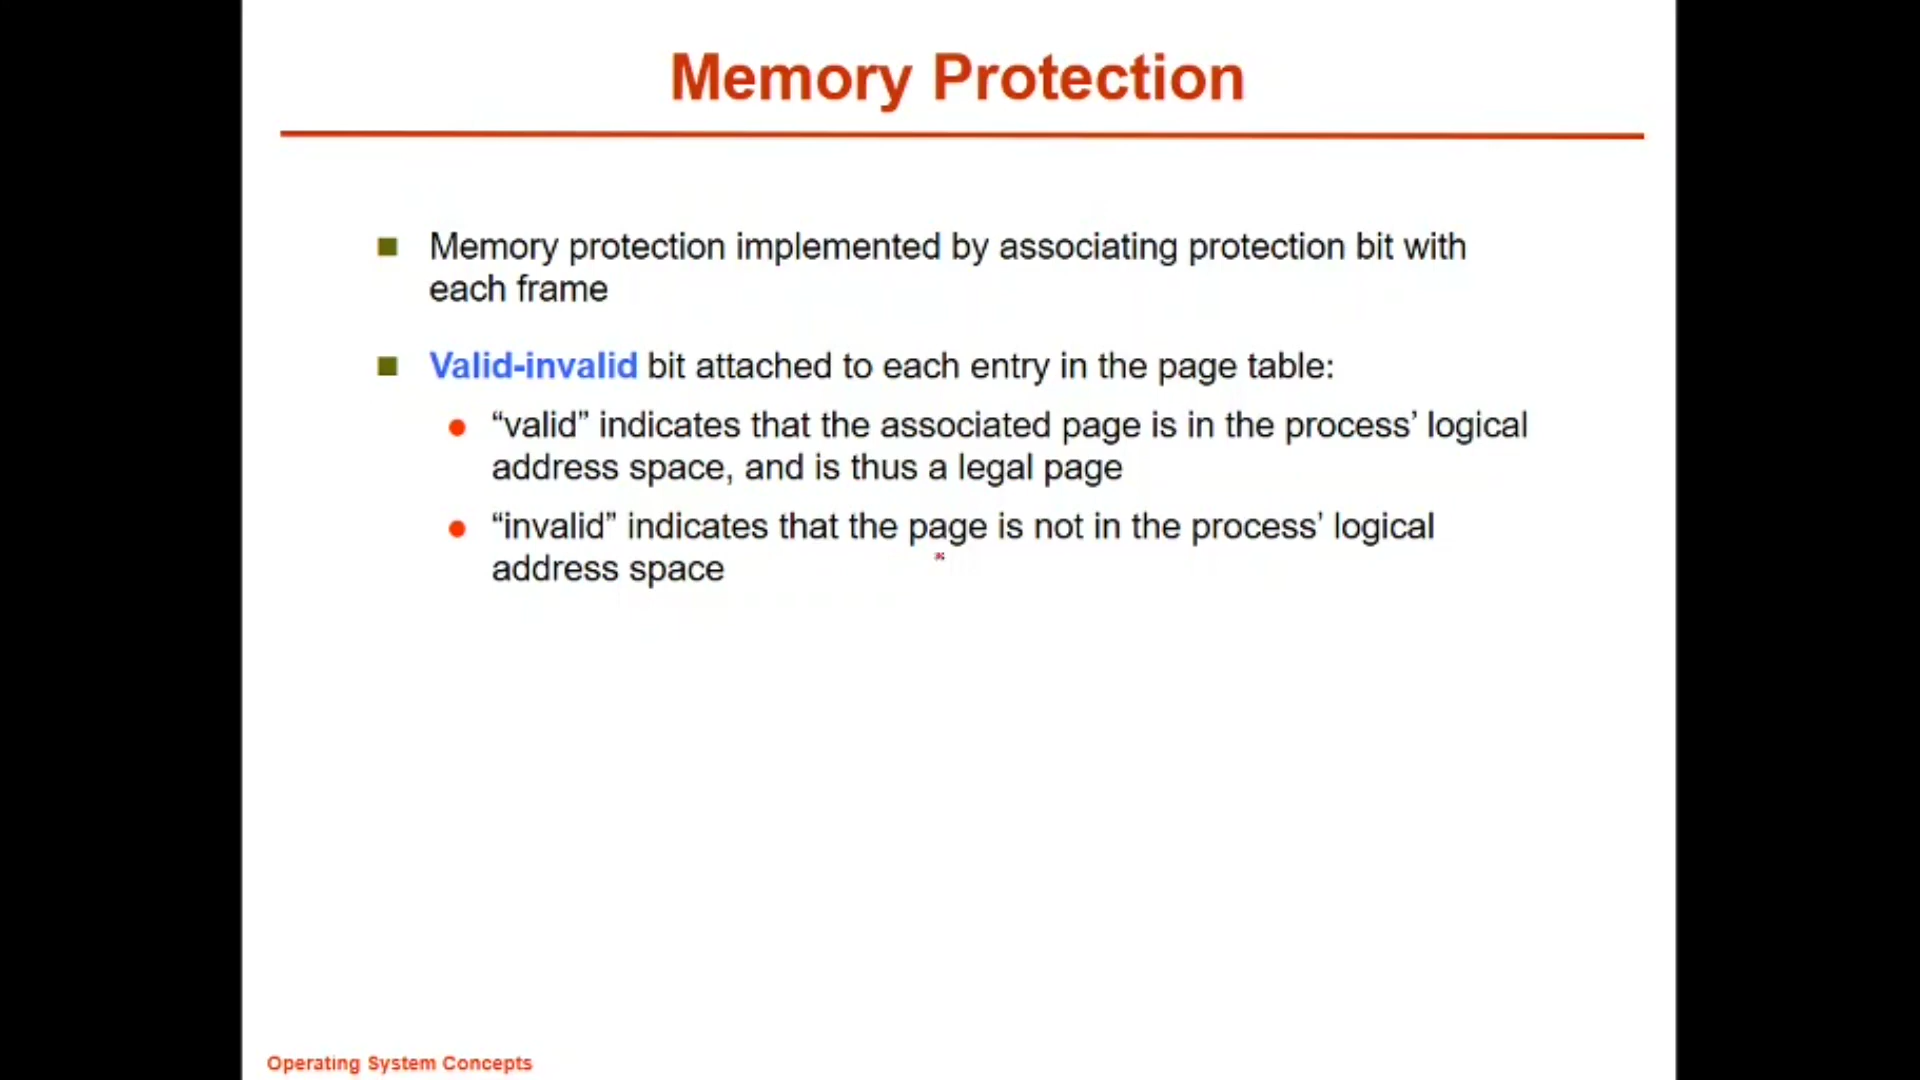 Memory Protection
Memory protection implemented by associating protection bit with
each frame
Valid-invalid bit attached to each entry in the page table:
“valid” indicates that the associated page is in the process’ logical
address space, and is thus a legal page
“invalid” indicates that the page is not in the process’ logical
address space
Operating System Concepts